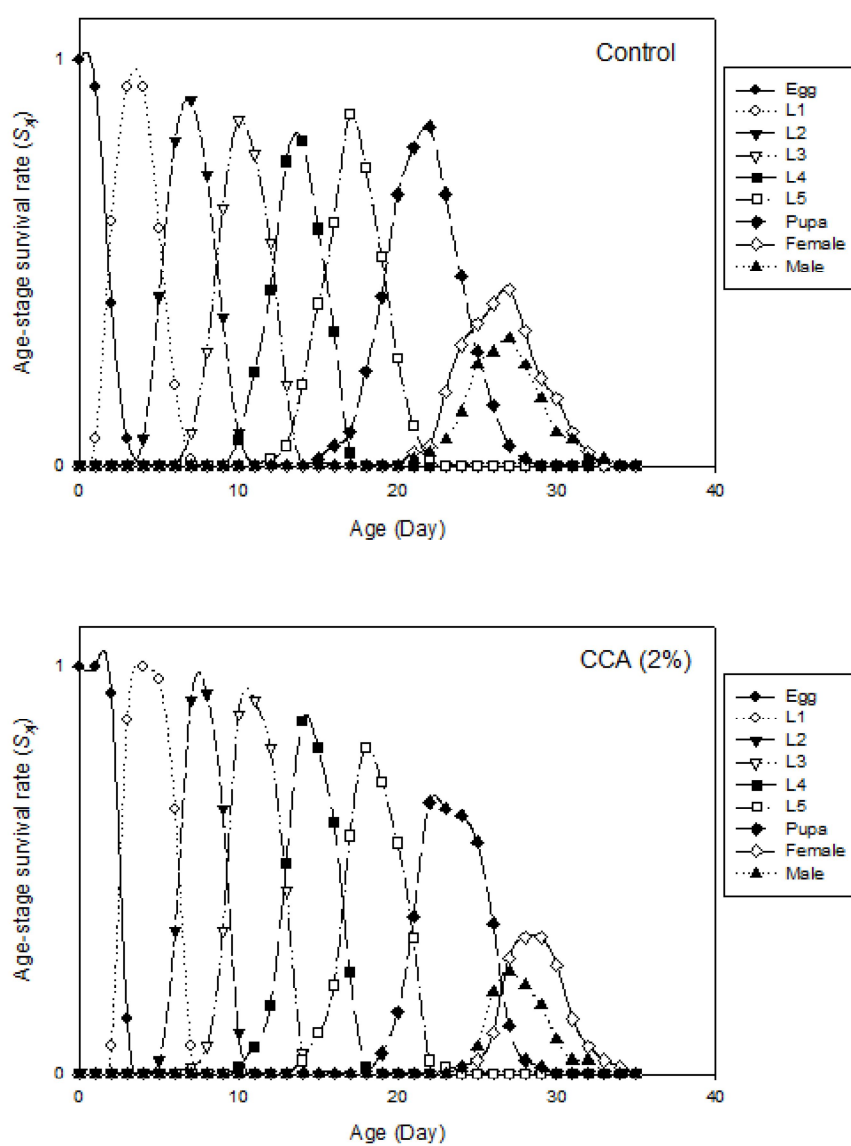 Control
1
0
Age-stage survival rate (Sxj)
0 10 20 30 40
Age (Day)
Egg
L1
L2
L3
L4
L5
Pupa
Female
Male
CCA (2%)
1
0
Age-stage survival rate (Sxj)
0 10 20 30 40
Age (Day)
Egg
L1
L2
L3
L4
L5
Pupa
Female
Male